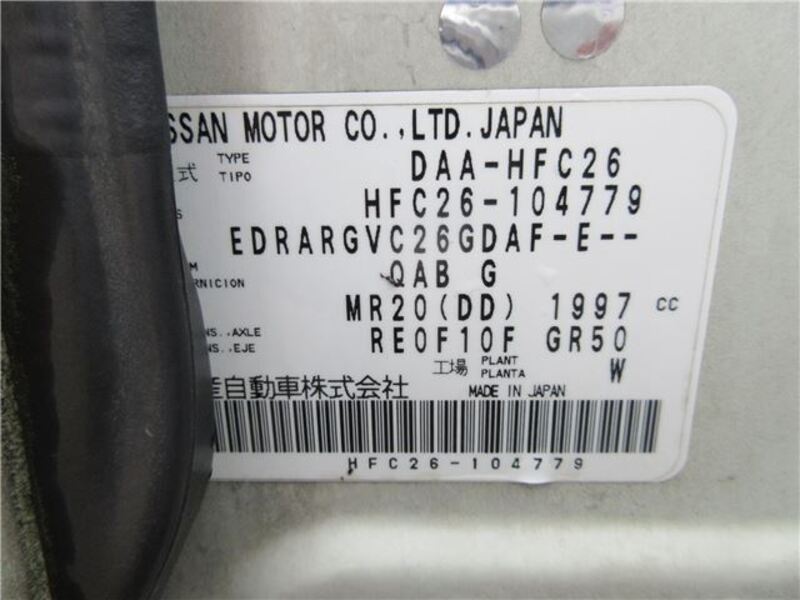 SSAN MOTOR CO.,LTD. JAPAN
式 TYPE TIPO DAA-HFC26
HFC26-104779
EDRARGVC26GDAF-E--
QAB G
RNICION
MR20(DD) 1997 CC
NS.,AXLE
NS.,EJE RE0F10F GR50
工場 PLANT PLANTA W
産自動車株式会社 MADE IN JAPAN
HFC26-104779